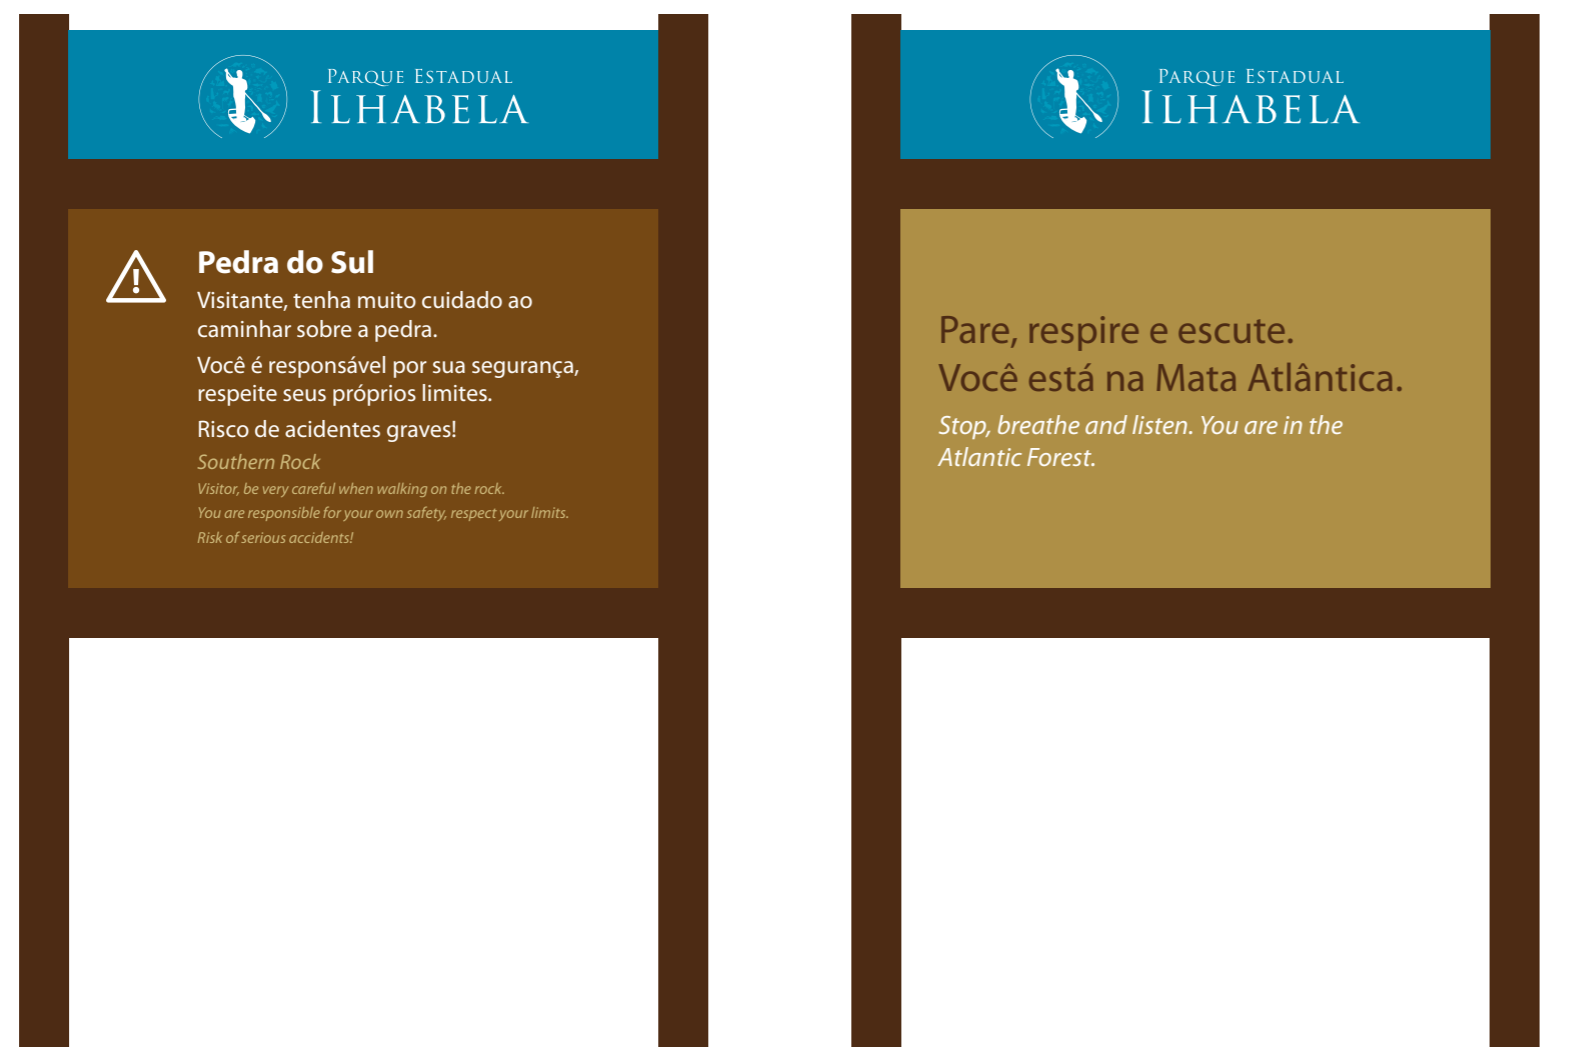 Parque Estadual
Ilhabela
Pedra do Sul
Visitante, tenha muito cuidado ao
caminhar sobre a pedra.
Você é responsável por sua segurança,
respeite seus próprios limites.
Risco de acidentes graves!
Southern Rock
Visitor, be very careful when walking on the rock.
You are responsible for your own safety, respect your limits.
Risk of serious accidents!
Parque Estadual
Ilhabela
Pare, respire e escute.
Você está na Mata Atlântica.
Stop, breathe and listen. You are in the
Atlantic Forest.